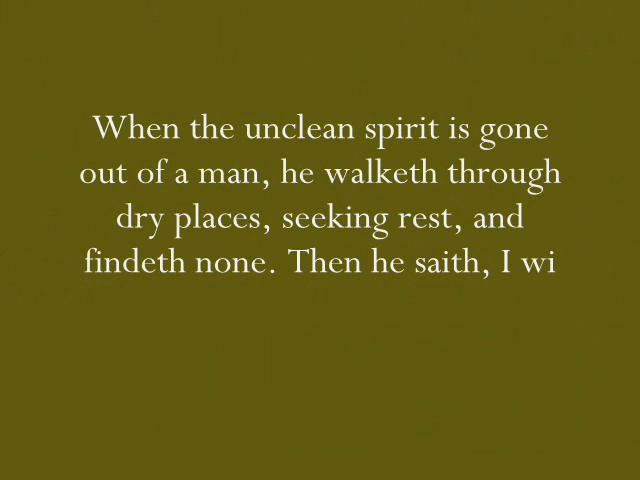 When the unclean spirit is gone
out of a man, he walketh through
dry places, seeking rest, and
findeth none. Then he saith, I wi